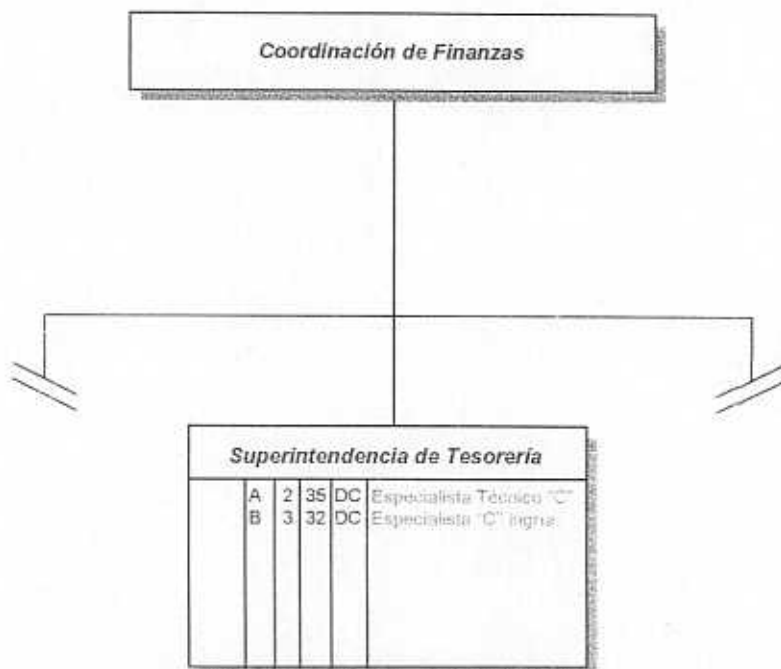 Coordinación de Finanzas
Superintendencia de Tesorería
A 2 35 DC Especialista Técnico "C"
B 3 32 DC Especialista "C"